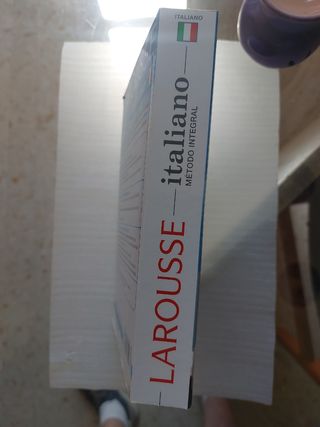 ITALIANO
italiano
MÉTODO INTEGRAL
LAROUSSE